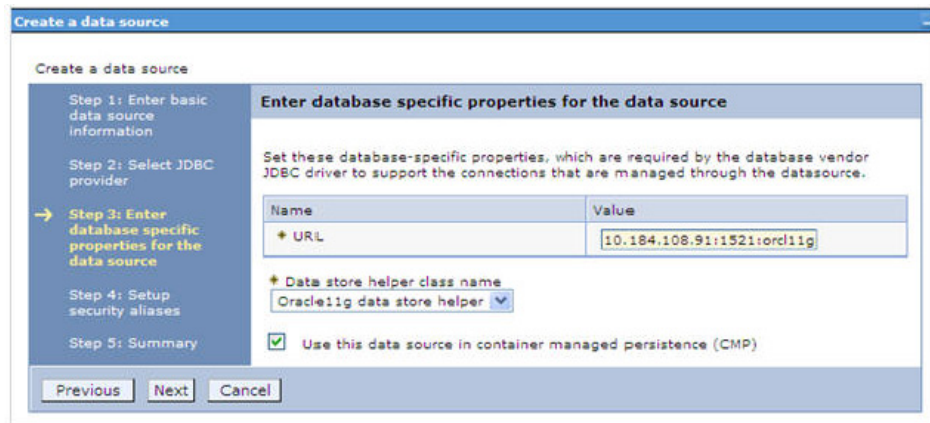 Create a data source
Create a data source
Step 1: Enter basic
data source
information
Step 2: Select JDBC
provider
Step 3: Enter
database specific
properties for the
data source
Step 4: Setup
security aliases
Step 5: Summary
Enter database specific properties for the data source
Set these database-specific properties, which are required by the database vendor
JDBC driver to support the connections that are managed through the datasource.
Name Value
URL 10.184.108.91:1521:orcl11g
Data store helper class name
Oracle11g data store helper
Use this data source in container managed persistence (CMP)
Previous Next Cancel